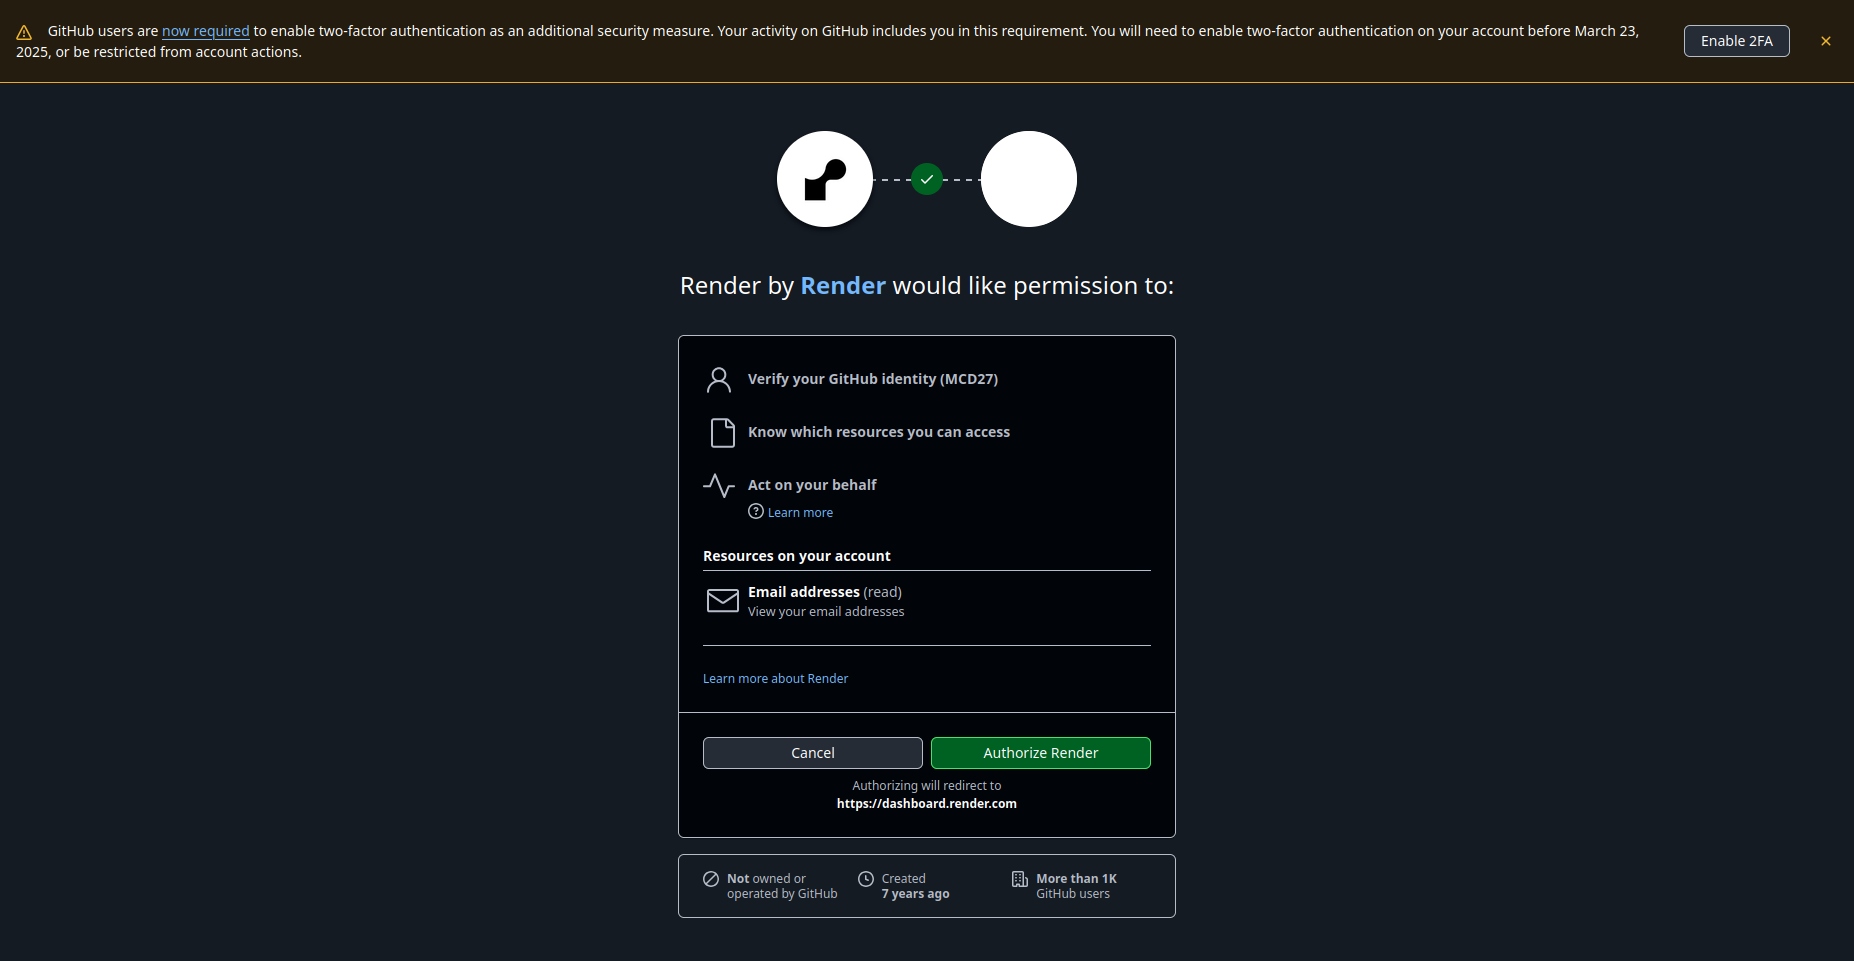 GitHub users are now required to enable two-factor authentication as an additional security measure. Your activity on GitHub includes you in this requirement. You will need to enable two-factor authentication on your account before March 23,
2025, or be restricted from account actions.
Enable 2FA
Render by Render would like permission to:
Verify your GitHub identity (MCD27)
Know which resources you can access
Act on your behalf
Learn more
Resources on your account
Email addresses (read)
View your email addresses
Learn more about Render
Cancel
Authorize Render
Authorizing will redirect to
https://dashboard.render.com
Not owned or
operated by GitHub
Created
7 years ago
More than 1K
GitHub users